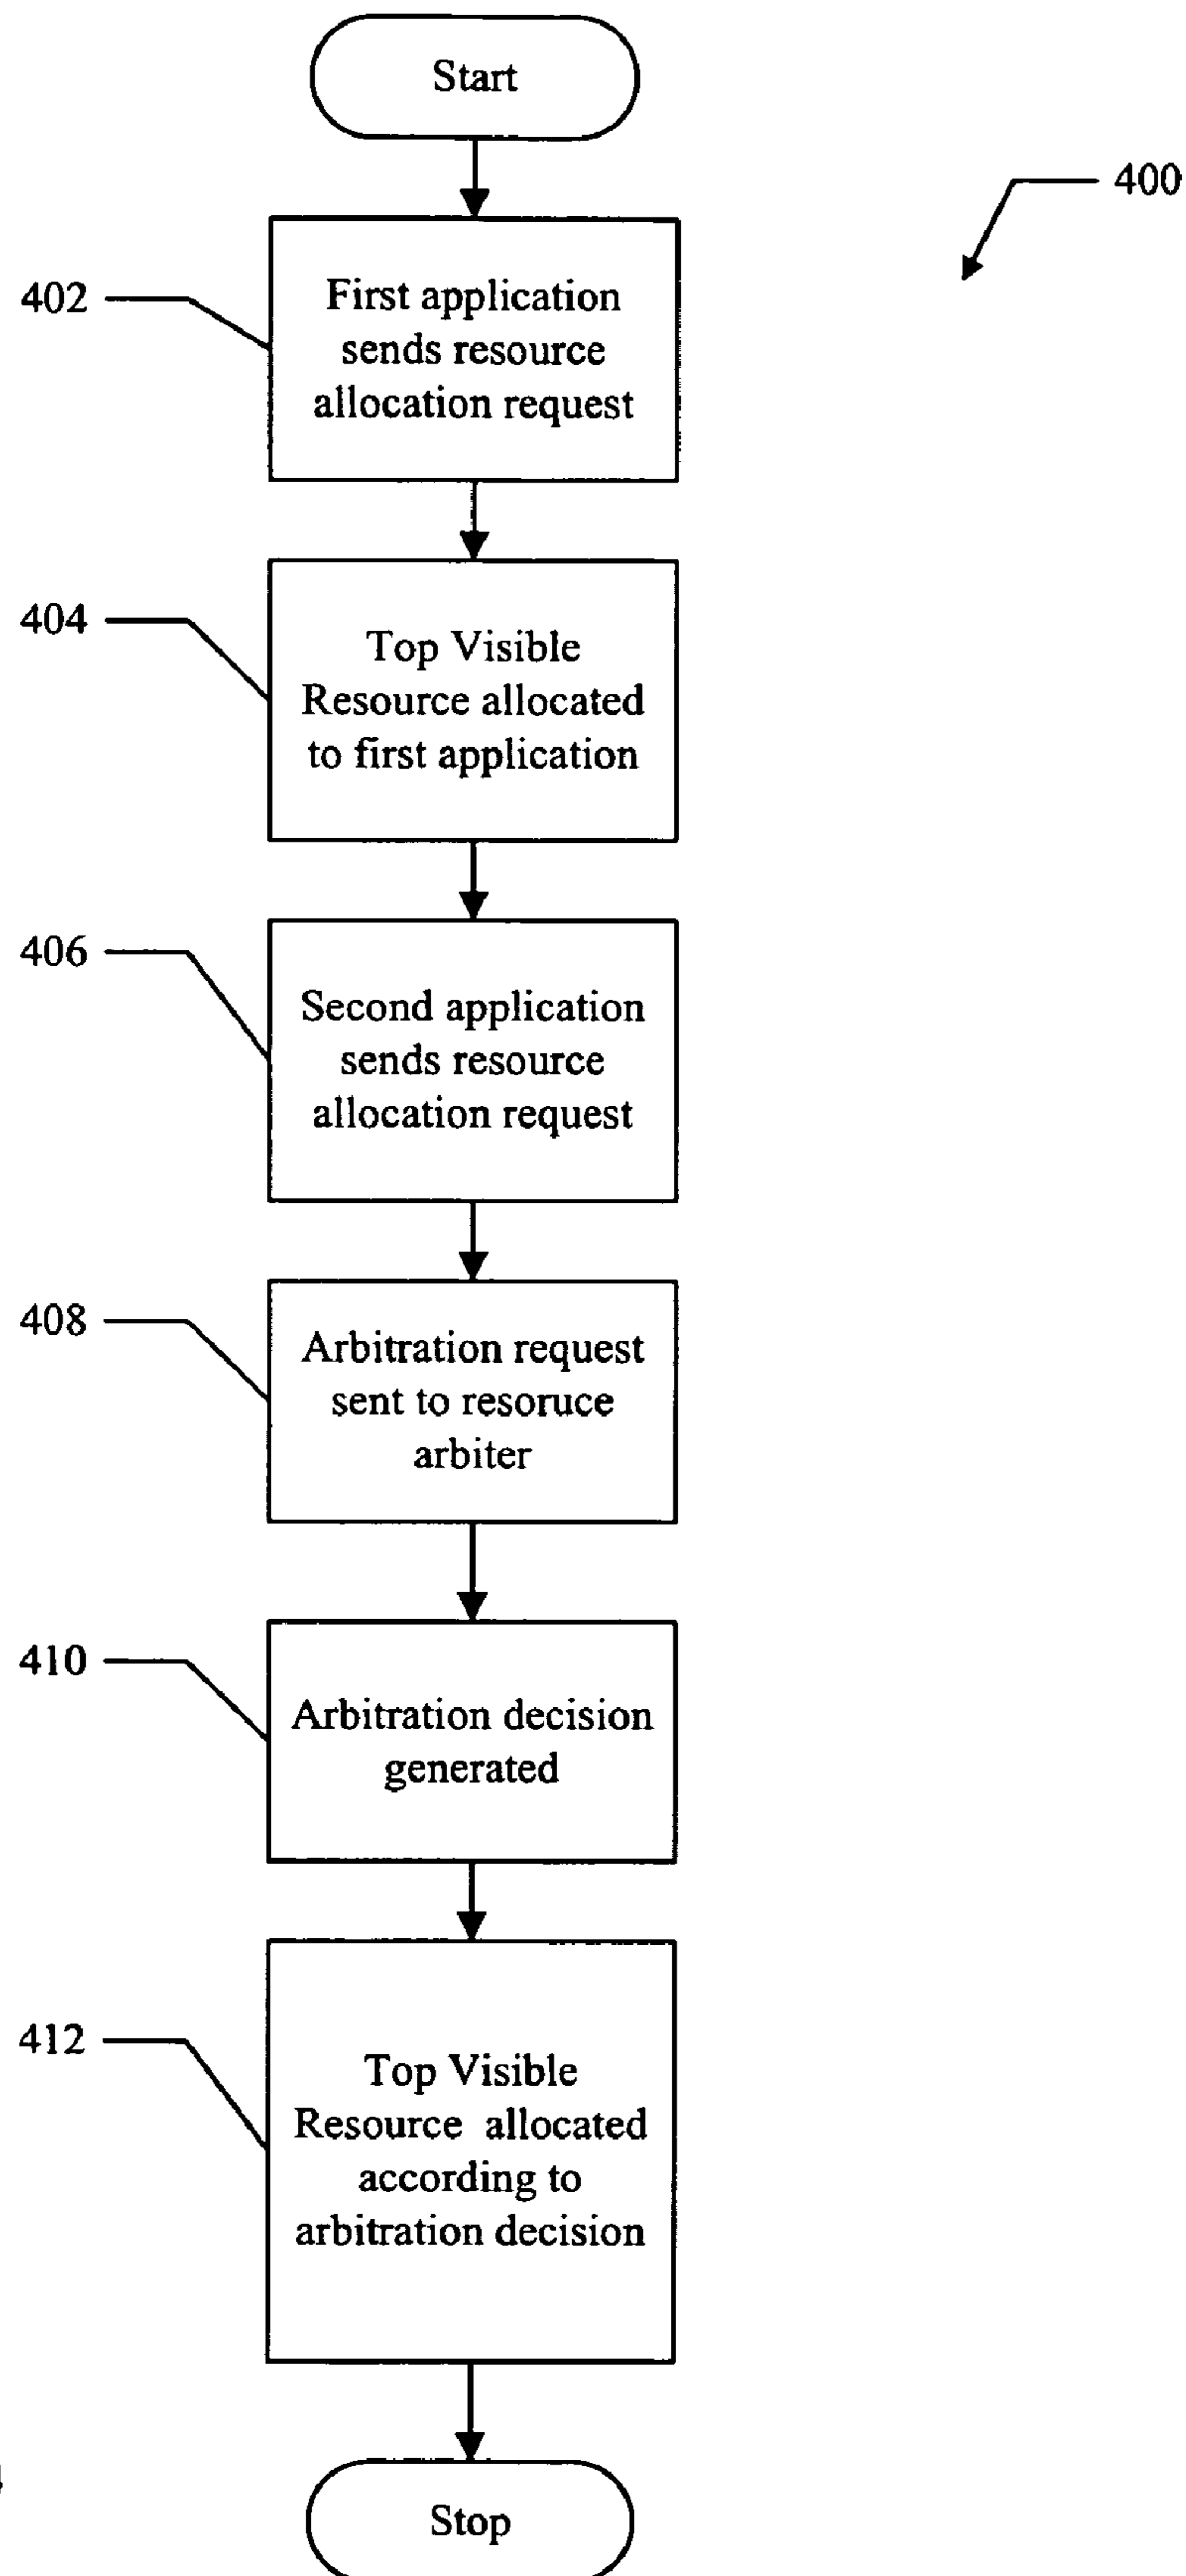 Start
400
402
First application
sends resource
allocation request
404
Top Visible
Resource allocated
to first application
406
Second application
sends resource
allocation request
408
Arbitration request
sent to resoruce
arbiter
410
Arbitration decision
generated
412
Top Visible
Resource allocated
according to
arbitration decision
Stop